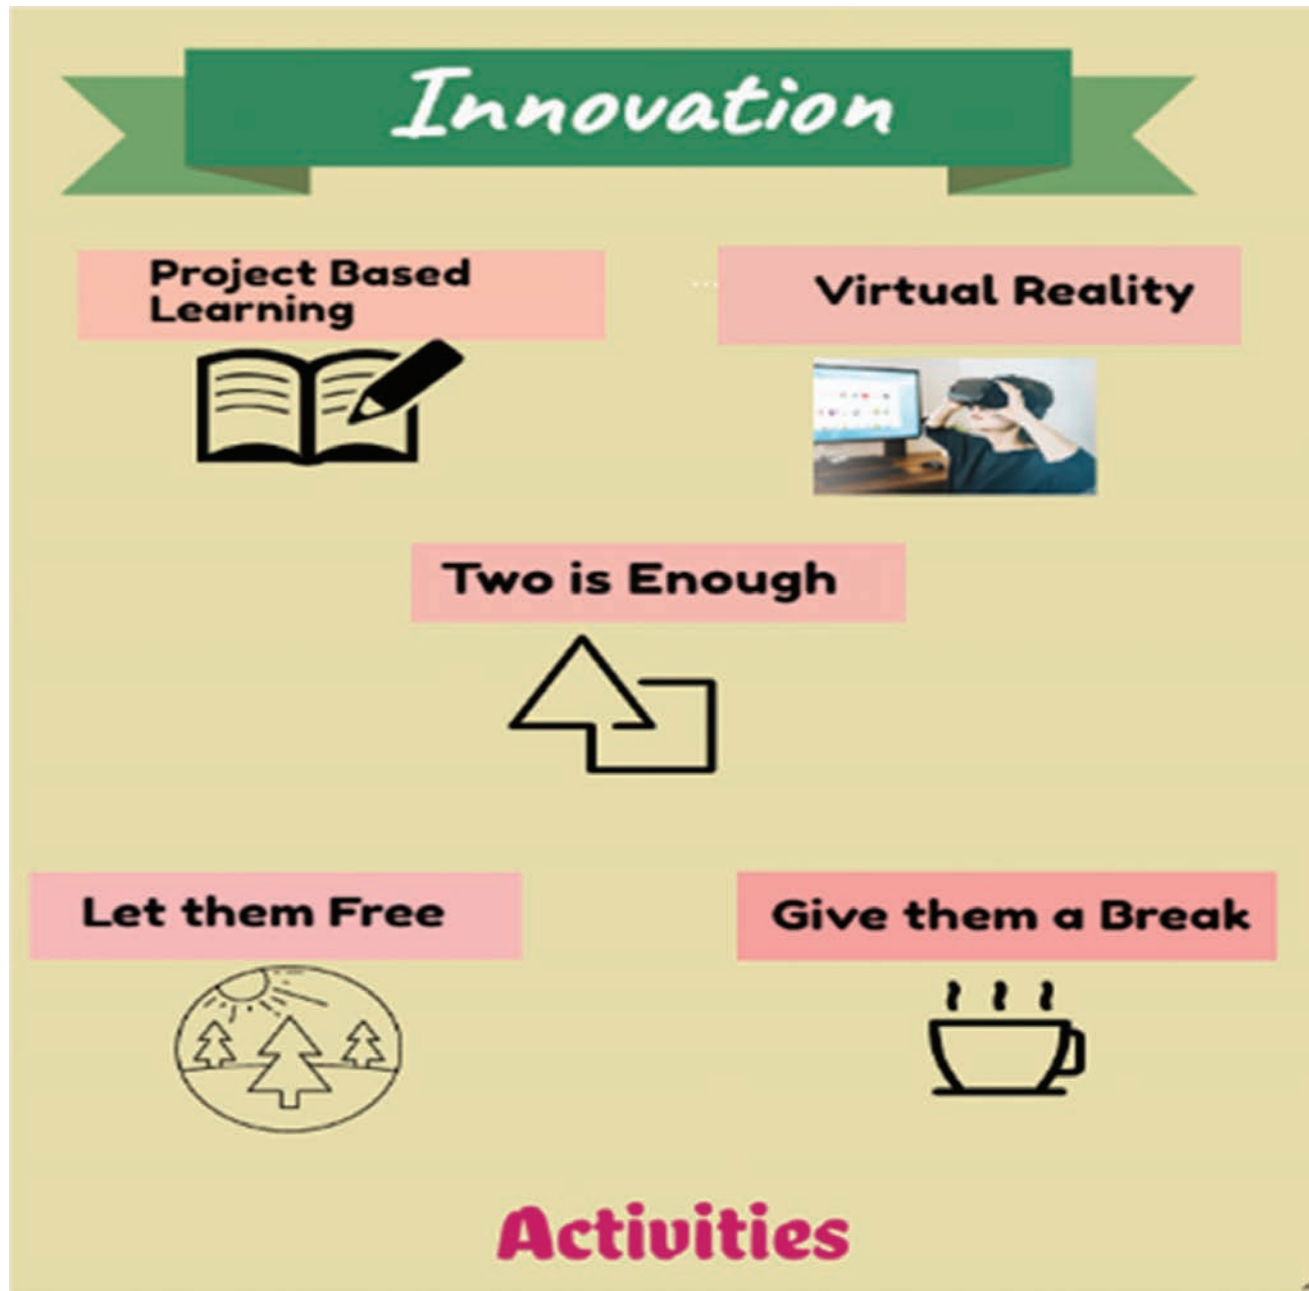 Innovation
Project Based
Learning
Virtual Reality
Two is Enough
Let them Free
Give them a Break
Activities